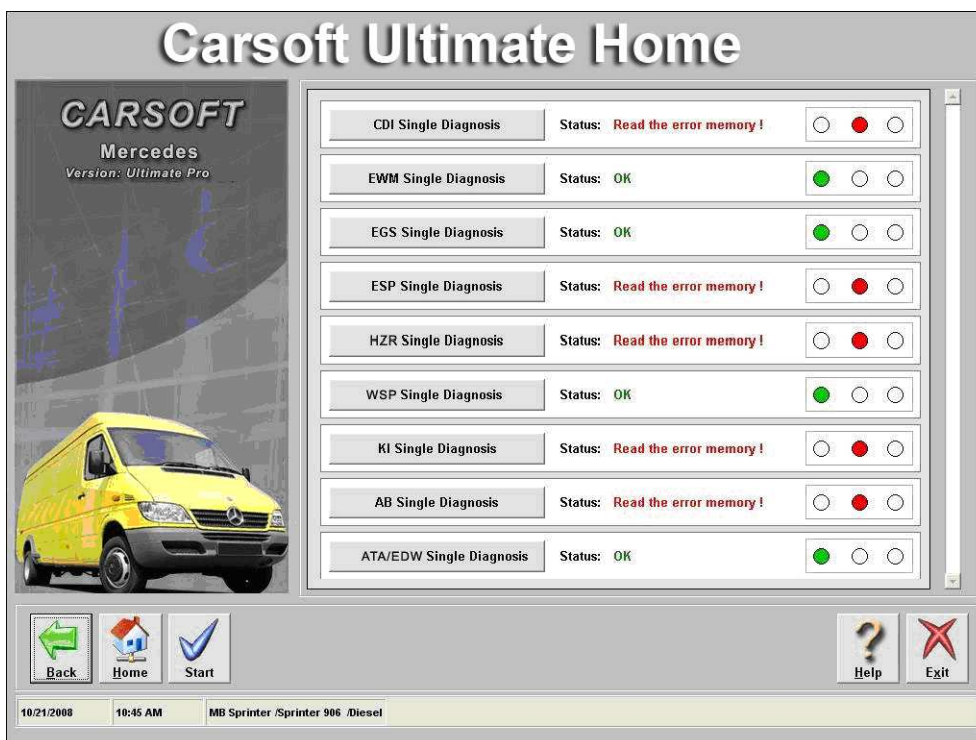 Carsoft Ultimate Home
CARSOFT
Mercedes
Version: Ultimate Pro
CDI Single Diagnosis Status: Read the error memory !
EWM Single Diagnosis Status: OK
EGS Single Diagnosis Status: OK
ESP Single Diagnosis Status: Read the error memory !
HZR Single Diagnosis Status: Read the error memory !
WSP Single Diagnosis Status: OK
KI Single Diagnosis Status: Read the error memory !
AB Single Diagnosis Status: Read the error memory !
ATA/EDW Single Diagnosis Status: OK
Back Home Start Help Exit
10/21/2008 10:45 AM MB Sprinter /Sprinter 906 /Diesel